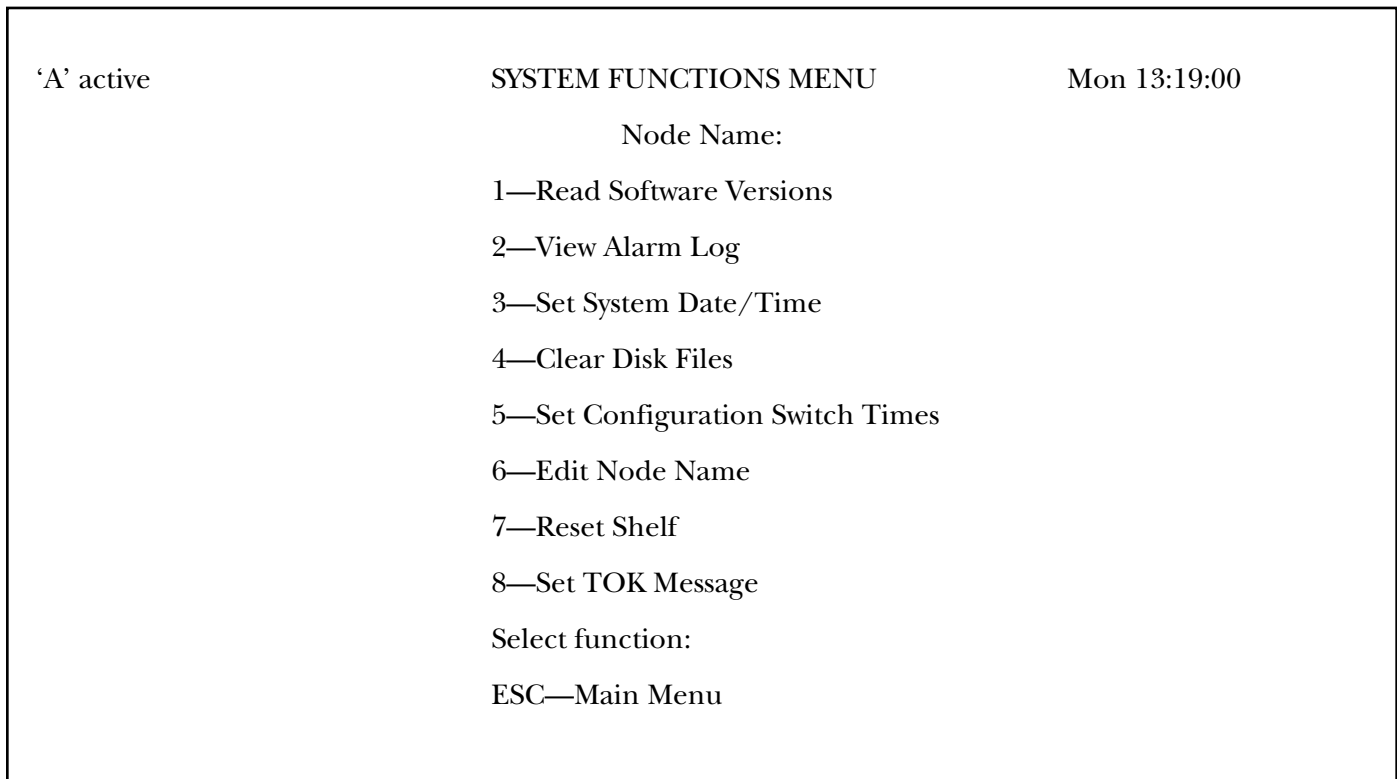 ‘A’ active SYSTEM FUNCTIONS MENU Mon 13:19:00
Node Name:
1—Read Software Versions
2—View Alarm Log
3—Set System Date/Time
4—Clear Disk Files
5—Set Configuration Switch Times
6—Edit Node Name
7—Reset Shelf
8—Set TOK Message
Select function:
ESC—Main Menu